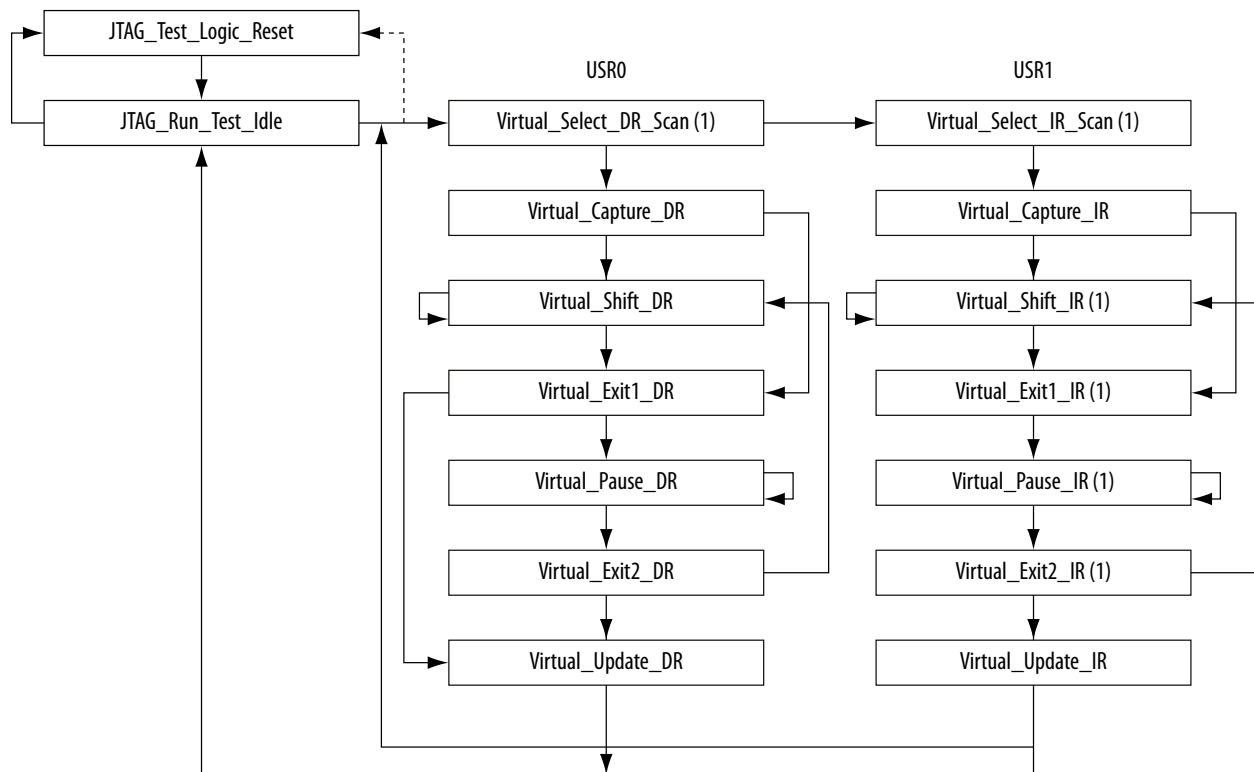 JTAG_Test_Logic_Reset
JTAG_Run_Test_Idle
USR0
Virtual_Select_DR_Scan (1)
Virtual_Capture_DR
Virtual_Shift_DR
Virtual_Exit1_DR
Virtual_Pause_DR
Virtual_Exit2_DR
Virtual_Update_DR
USR1
Virtual_Select_IR_Scan (1)
Virtual_Capture_IR
Virtual_Shift_IR (1)
Virtual_Exit1_IR (1)
Virtual_Pause_IR (1)
Virtual_Exit2_IR (1)
Virtual_Update_IR